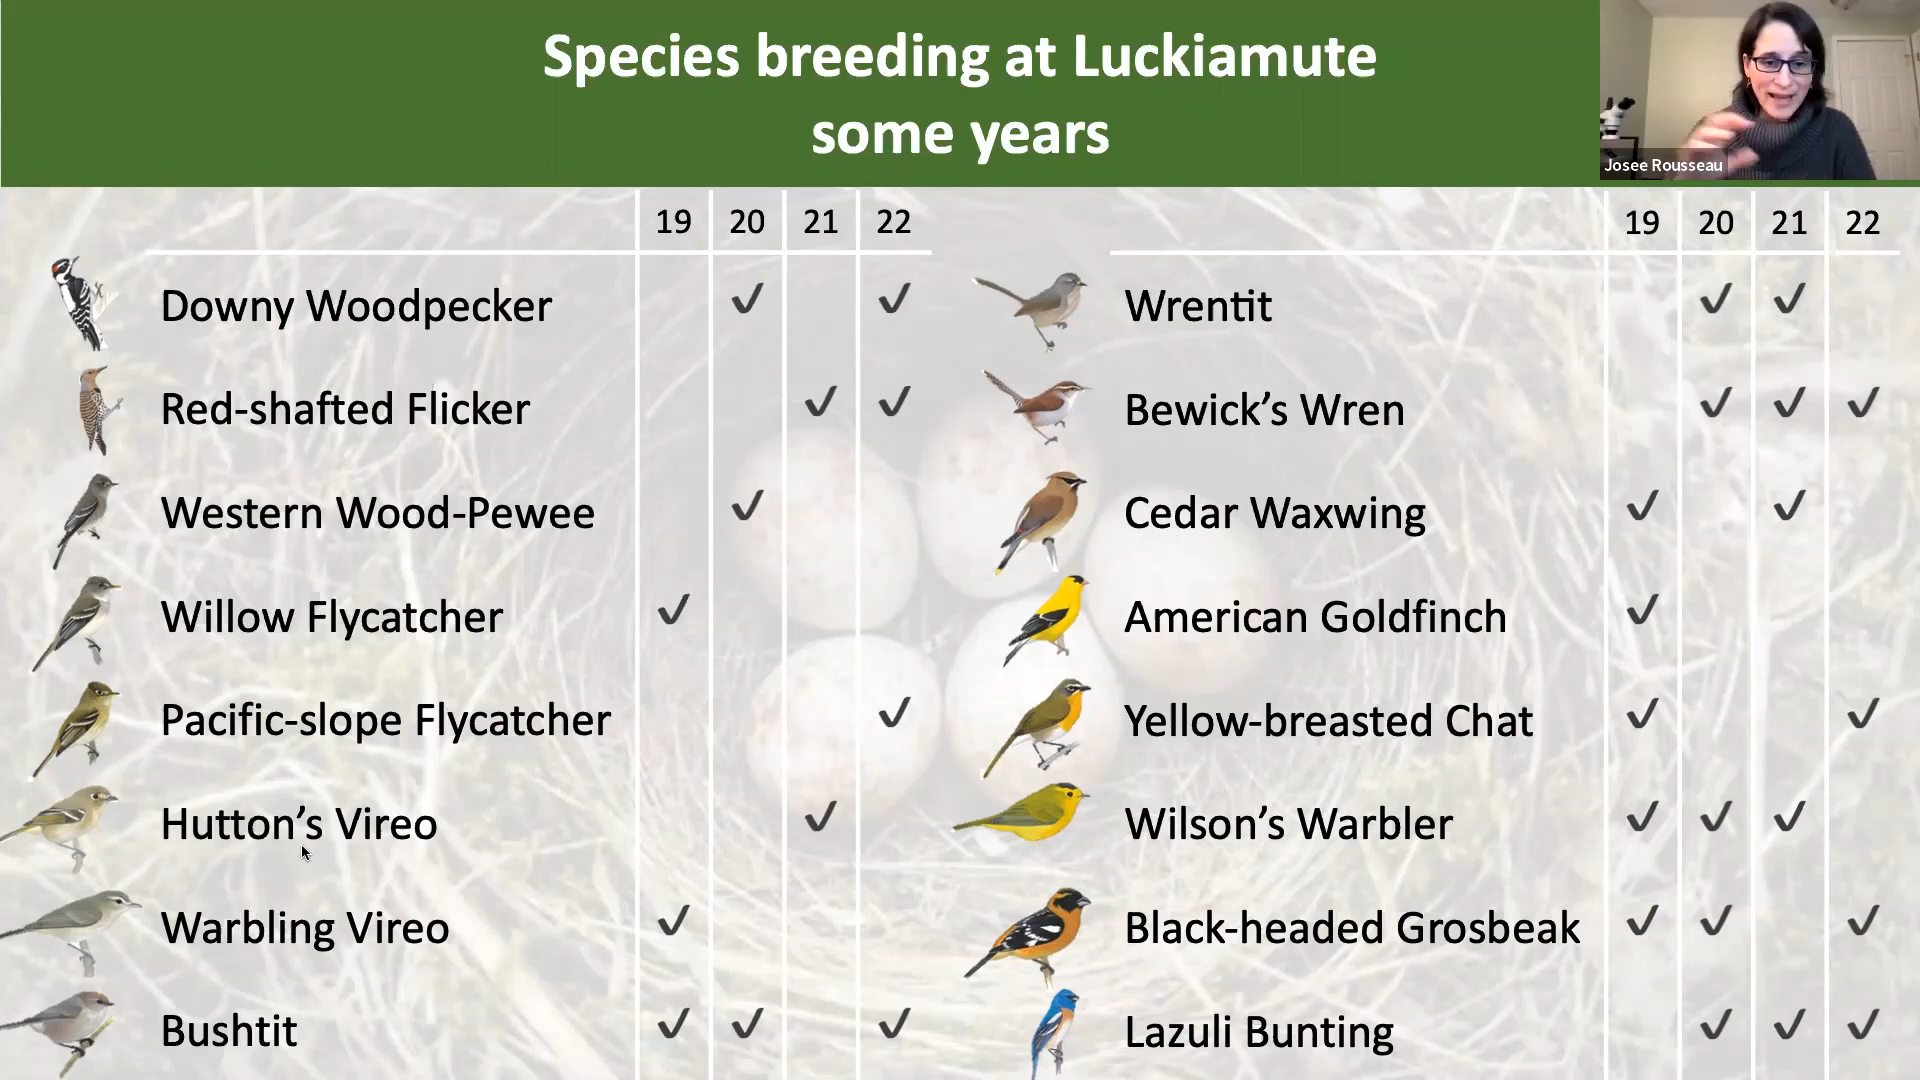 Species breeding at Luckiamute
some years
Josee Rousseau
19 20 21 22
Downy Woodpecker ✓ ✓
Red-shafted Flicker ✓ ✓
Western Wood-Pewee ✓
Willow Flycatcher ✓
Pacific-slope Flycatcher ✓
Hutton’s Vireo ✓
Warbling Vireo ✓
Bushtit ✓ ✓ ✓
19 20 21 22
Wrentit ✓ ✓
Bewick’s Wren ✓ ✓ ✓
Cedar Waxwing ✓ ✓
American Goldfinch ✓
Yellow-breasted Chat ✓ ✓
Wilson’s Warbler ✓ ✓ ✓
Black-headed Grosbeak ✓ ✓ ✓
Lazuli Bunting ✓ ✓ ✓